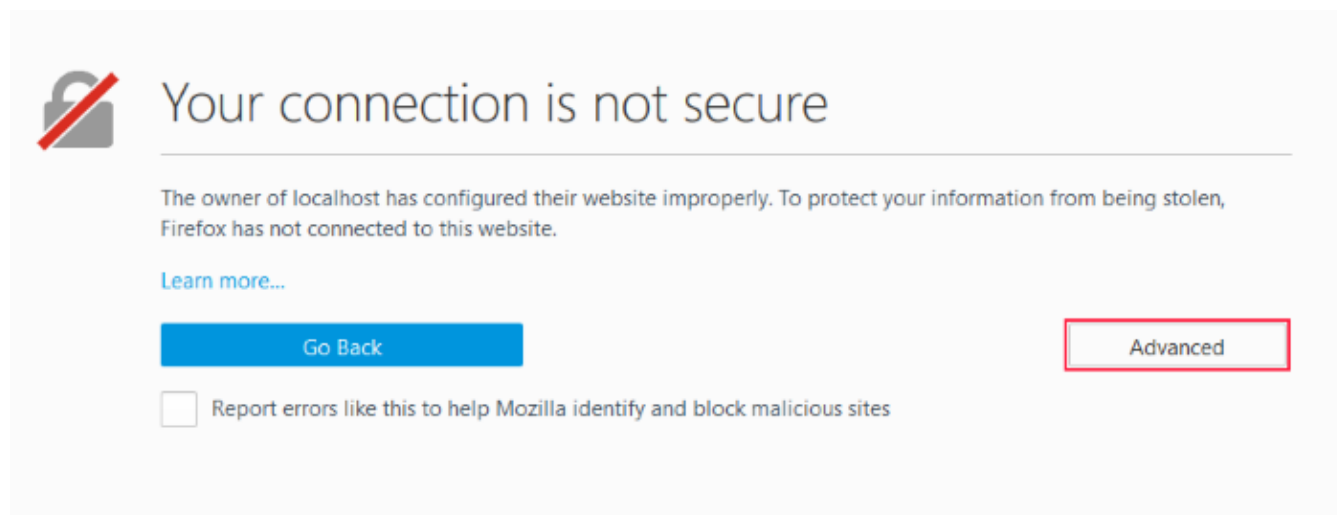 Your connection is not secure
The owner of localhost has configured their website improperly. To protect your information from being stolen,
Firefox has not connected to this website.
Learn more...
Go Back
Advanced
Report errors like this to help Mozilla identify and block malicious sites